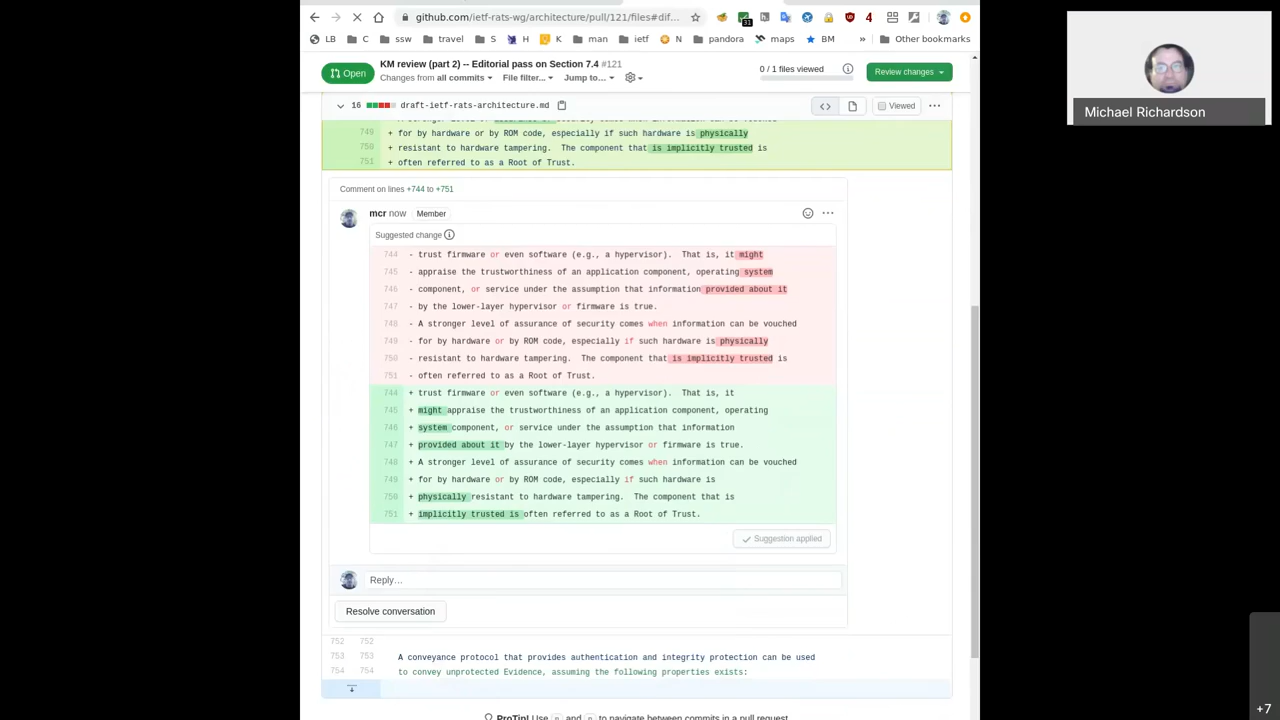 github.com/ietf-rats-wg/architecture/pull/121/files#dif...
31
4
LB
C
ssw
travel
S
H
K
man
ietf
N
pandora
maps
BM
»
Other bookmarks
Open
KM review (part 2) -- Editorial pass on Section 7.4 #121
Changes from all commits
File filter...
Jump to...
0 / 1 files viewed
Review changes
16
draft-ietf-rats-architecture.md
Viewed
749 + for by hardware or by ROM code, especially if such hardware is physically
750 + resistant to hardware tampering. The component that is implicitly trusted is
751 + often referred to as a Root of Trust.
Comment on lines +744 to +751
mcr now Member
Suggested change
744 - trust firmware or even software (e.g., a hypervisor). That is, it might
745 - appraise the trustworthiness of an application component, operating system
746 - component, or service under the assumption that information provided about it
747 - by the lower-layer hypervisor or firmware is true.
748 - A stronger level of assurance of security comes when information can be vouched
749 - for by hardware or by ROM code, especially if such hardware is physically
750 - resistant to hardware tampering. The component that is implicitly trusted is
751 - often referred to as a Root of Trust.
744 + trust firmware or even software (e.g., a hypervisor). That is, it
745 + might appraise the trustworthiness of an application component, operating
746 + system component, or service under the assumption that information
747 + provided about it by the lower-layer hypervisor or firmware is true.
748 + A stronger level of assurance of security comes when information can be vouched
749 + for by hardware or by ROM code, especially if such hardware is
750 + physically resistant to hardware tampering. The component that is
751 + implicitly trusted is often referred to as a Root of Trust.
Suggestion applied
Reply...
Resolve conversation
752 752
753 753 A conveyance protocol that provides authentication and integrity protection can be used
754 754 to convey unprotected Evidence, assuming the following properties exists:
ProTip! Use n and p to navigate between commits in a pull request.
Michael Richardson
+7